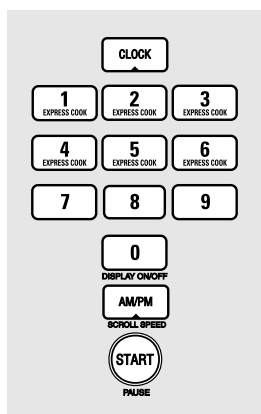 CLOCK
1 2 3
EXPRESS COOK EXPRESS COOK EXPRESS COOK
4 5 6
EXPRESS COOK EXPRESS COOK EXPRESS COOK
7 8 9
0
DISPLAY ON/OFF
AM/PM
SCROLL SPEED
START
PAUSE